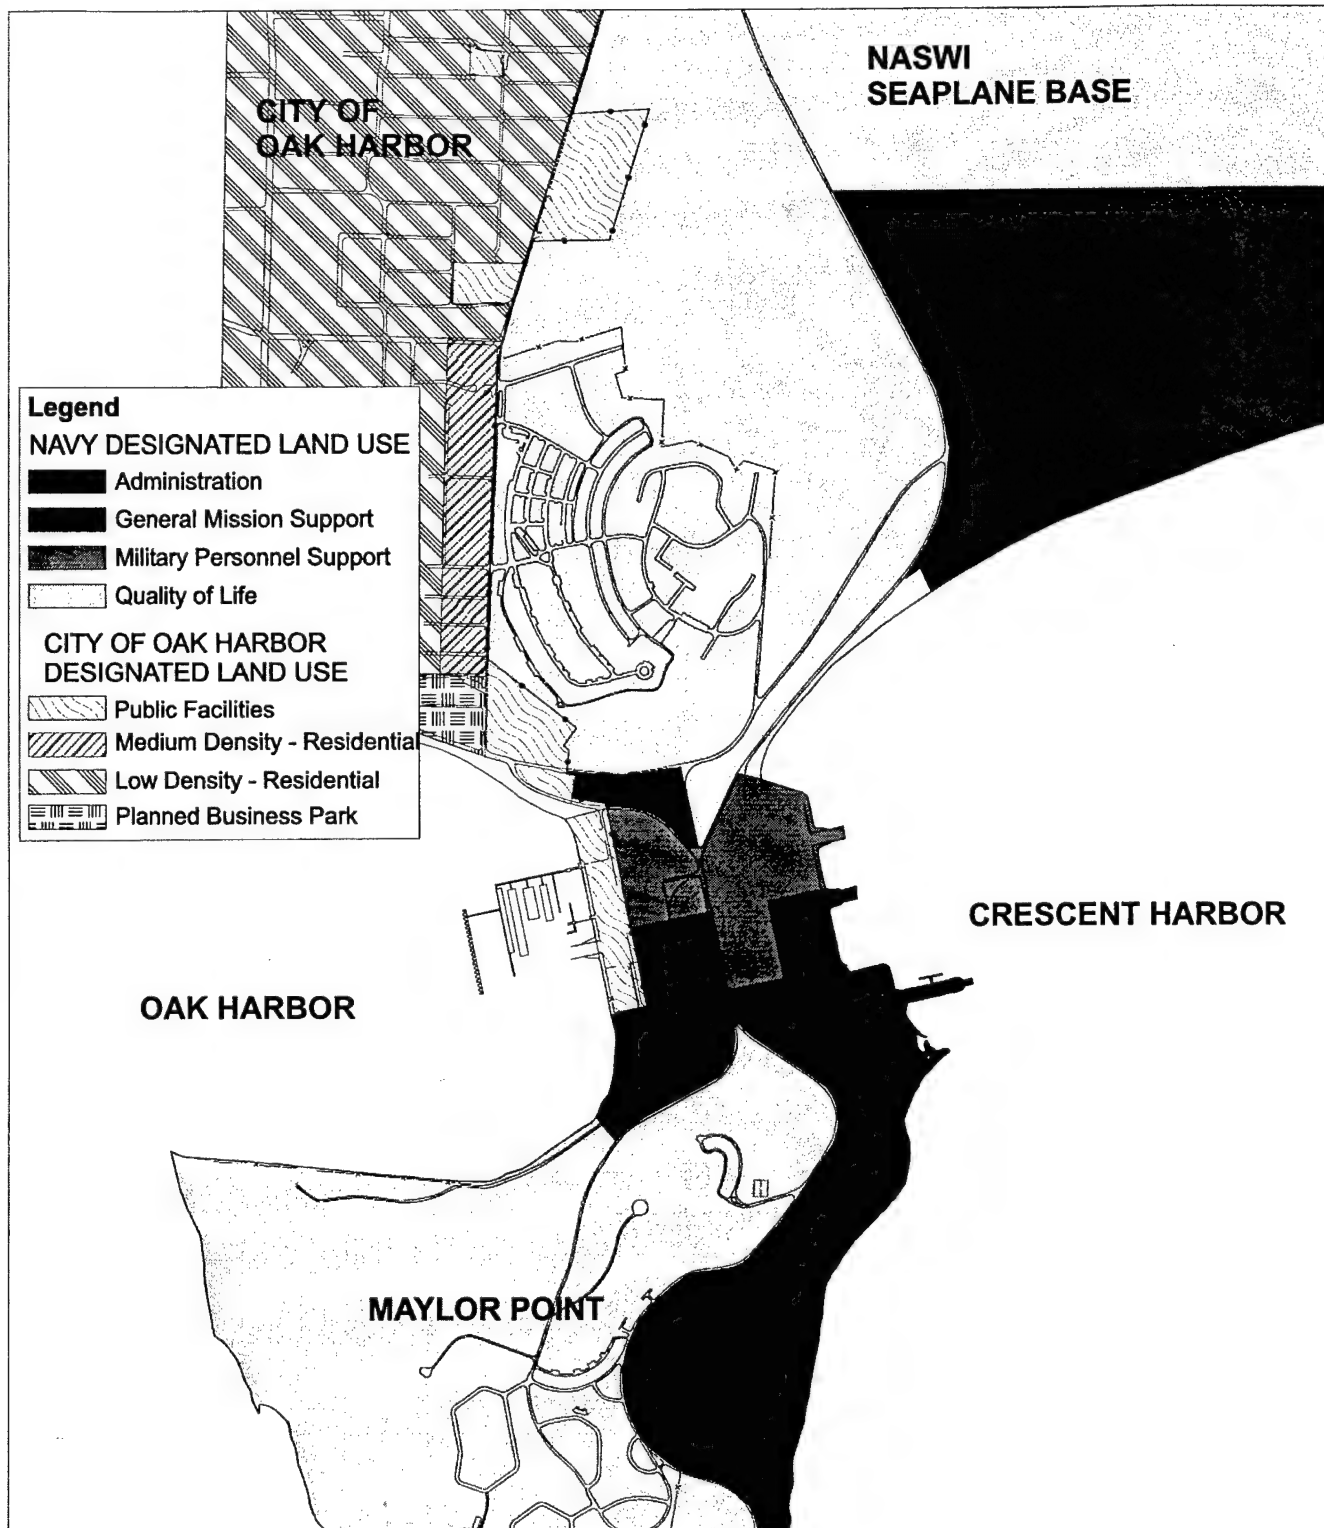 NASWI
SEAPLANE BASE
CITY OF
OAK HARBOR
Legend
NAVY DESIGNATED LAND USE
Administration
General Mission Support
Military Personnel Support
Quality of Life
CITY OF OAK HARBOR
DESIGNATED LAND USE
Public Facilities
Medium Density - Residential
Low Density - Residential
Planned Business Park
CRESCENT HARBOR
OAK HARBOR
MAYLOR POINT